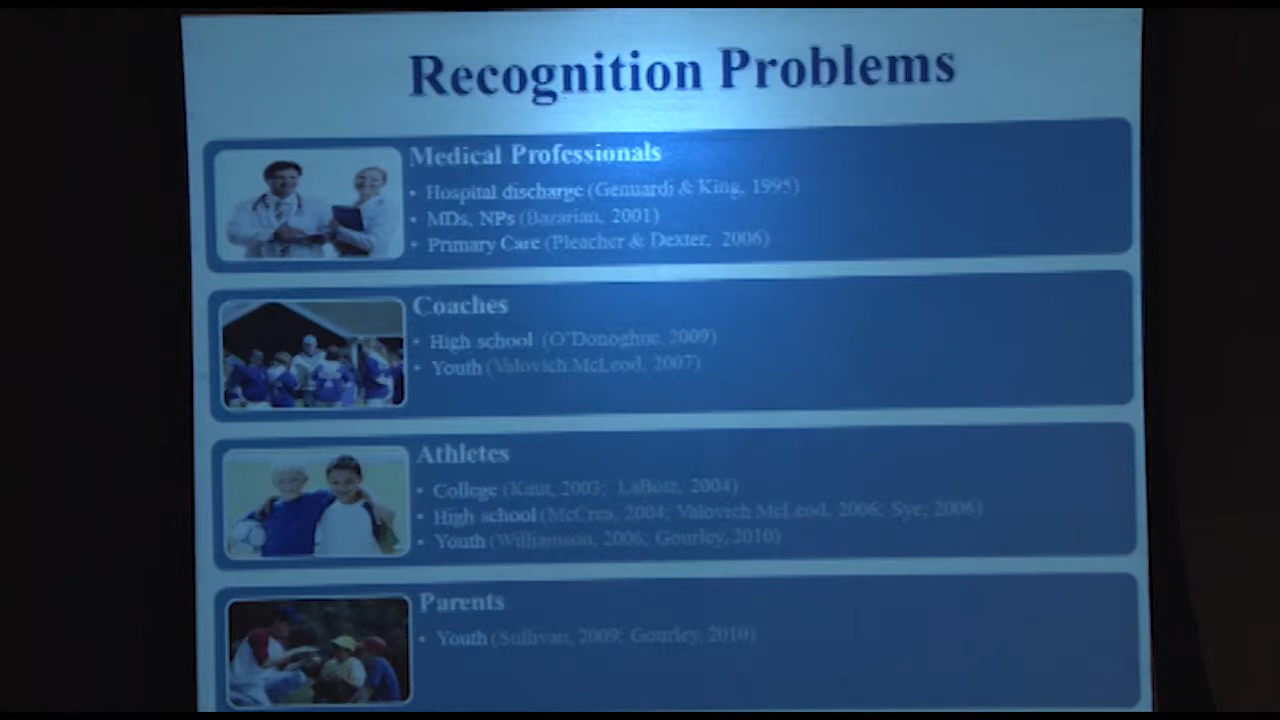 Recognition Problems
Medical Professionals
• Hospital discharge (Genuardi & King, 1995)
• MDs, NPs (Bazarian, 2001)
• Primary Care (Pleacher & Dexter, 2006)
Coaches
• High school (O'Donoghue, 2009)
• Youth (Valovich McLeod, 2007)
Athletes
• College (Kaut, 2003; LaBotz, 2004)
• High school (McCrea, 2004; Valovich McLeod, 2006; Sye, 2006)
• Youth (Williamson, 2006; Gourley, 2010)
Parents
• Youth (Sullivan, 2009; Gourley, 2010)